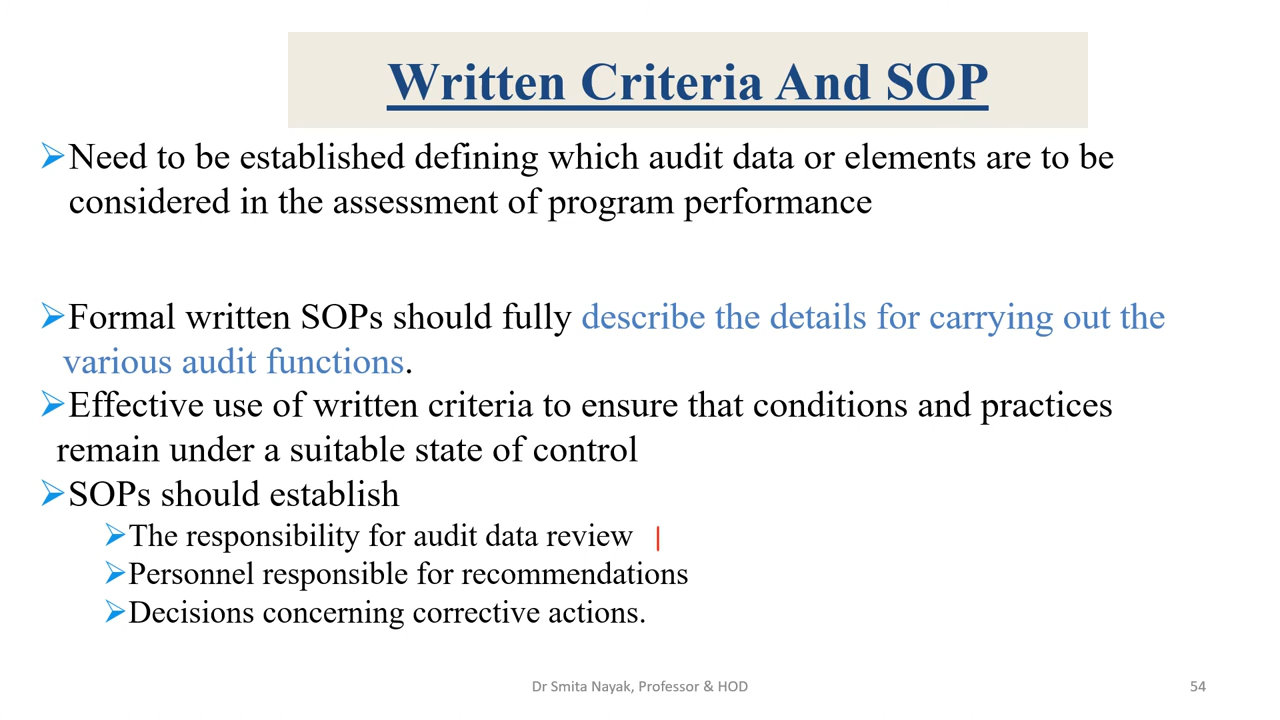 Written Criteria And SOP
➢Need to be established defining which audit data or elements are to be
considered in the assessment of program performance
➢Formal written SOPs should fully describe the details for carrying out the
various audit functions.
➢Effective use of written criteria to ensure that conditions and practices
remain under a suitable state of control
➢SOPs should establish
➢The responsibility for audit data review
➢Personnel responsible for recommendations
➢Decisions concerning corrective actions.
Dr Smita Nayak, Professor & HOD
54